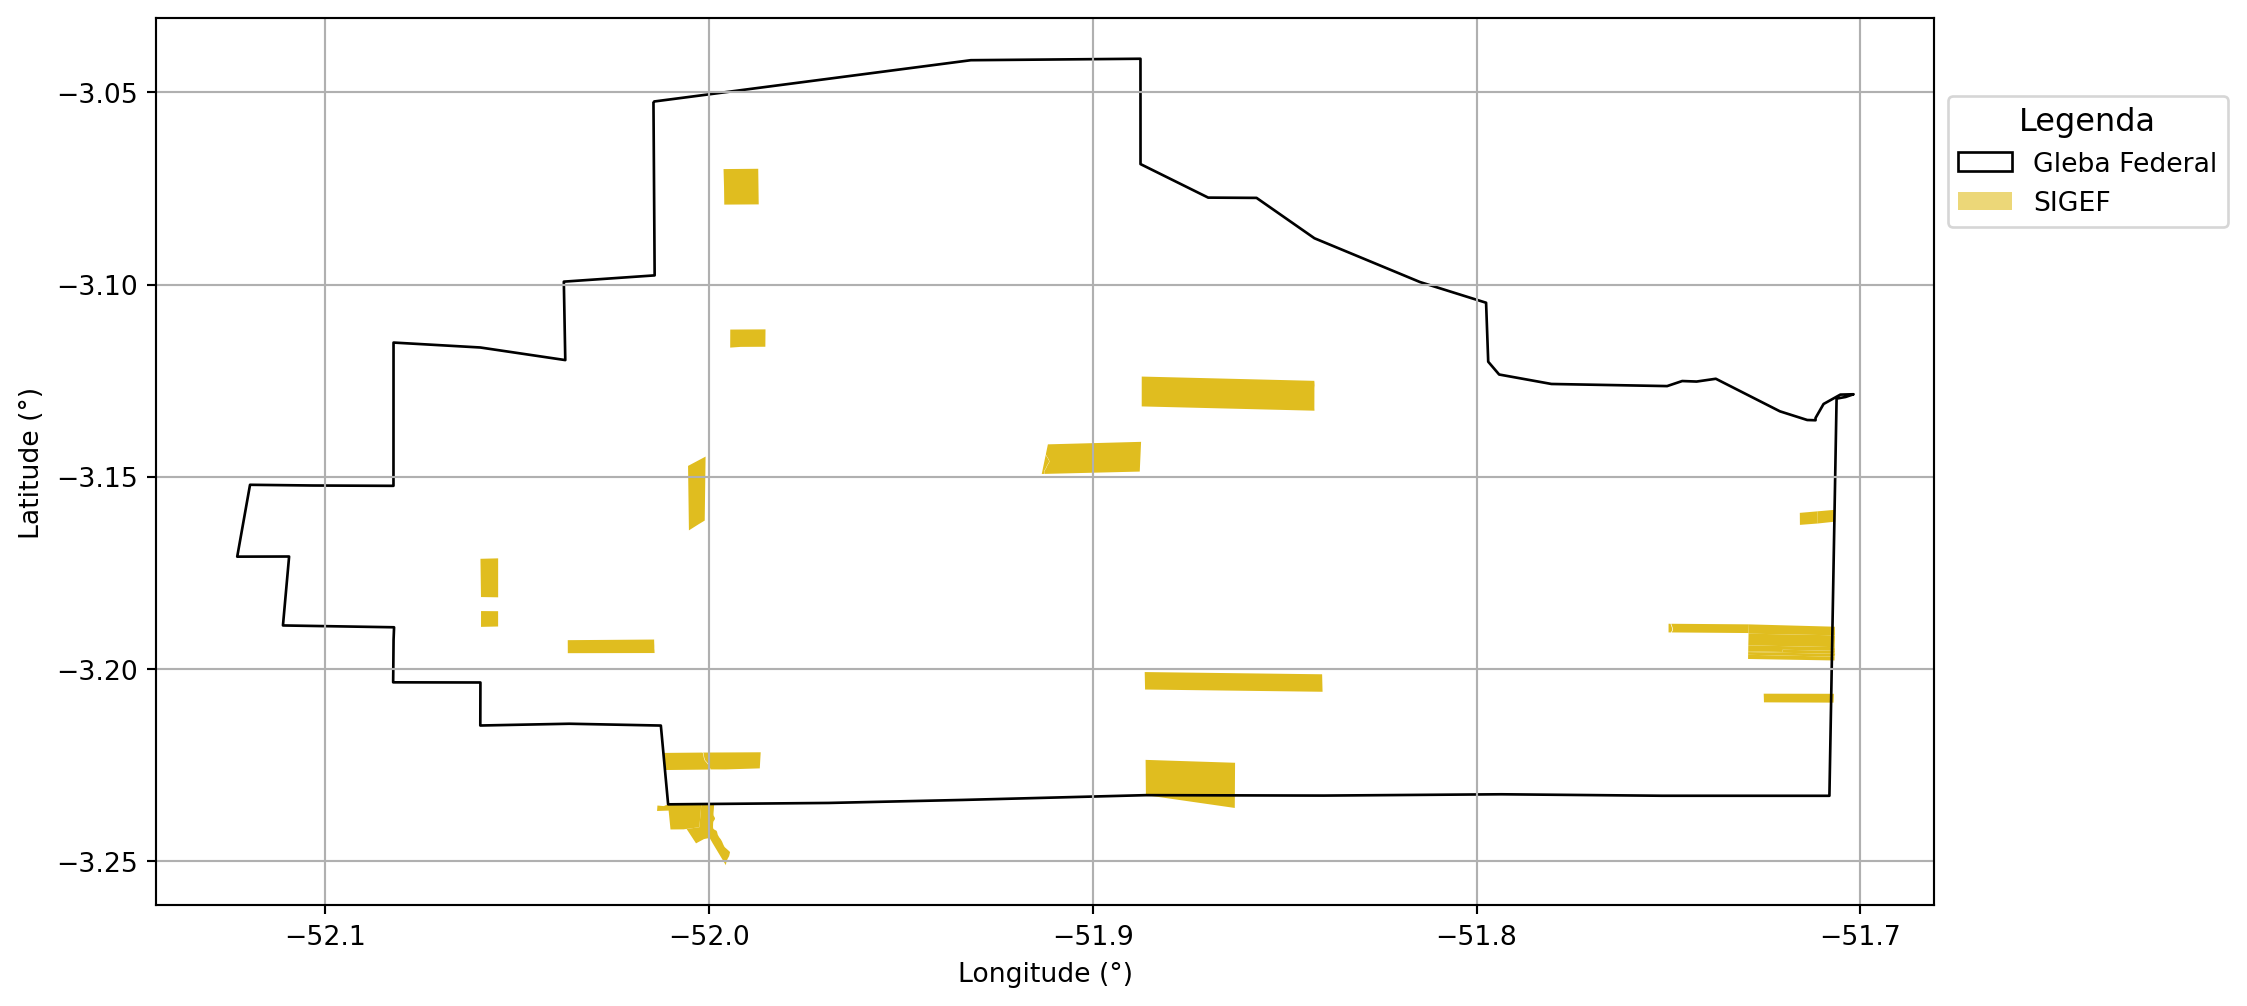 Legenda
Gleba Federal
SIGEF
Latitude (°)
−3.05
−3.10
−3.15
−3.20
−3.25
−52.1
−52.0
−51.9
−51.8
−51.7
Longitude (°)